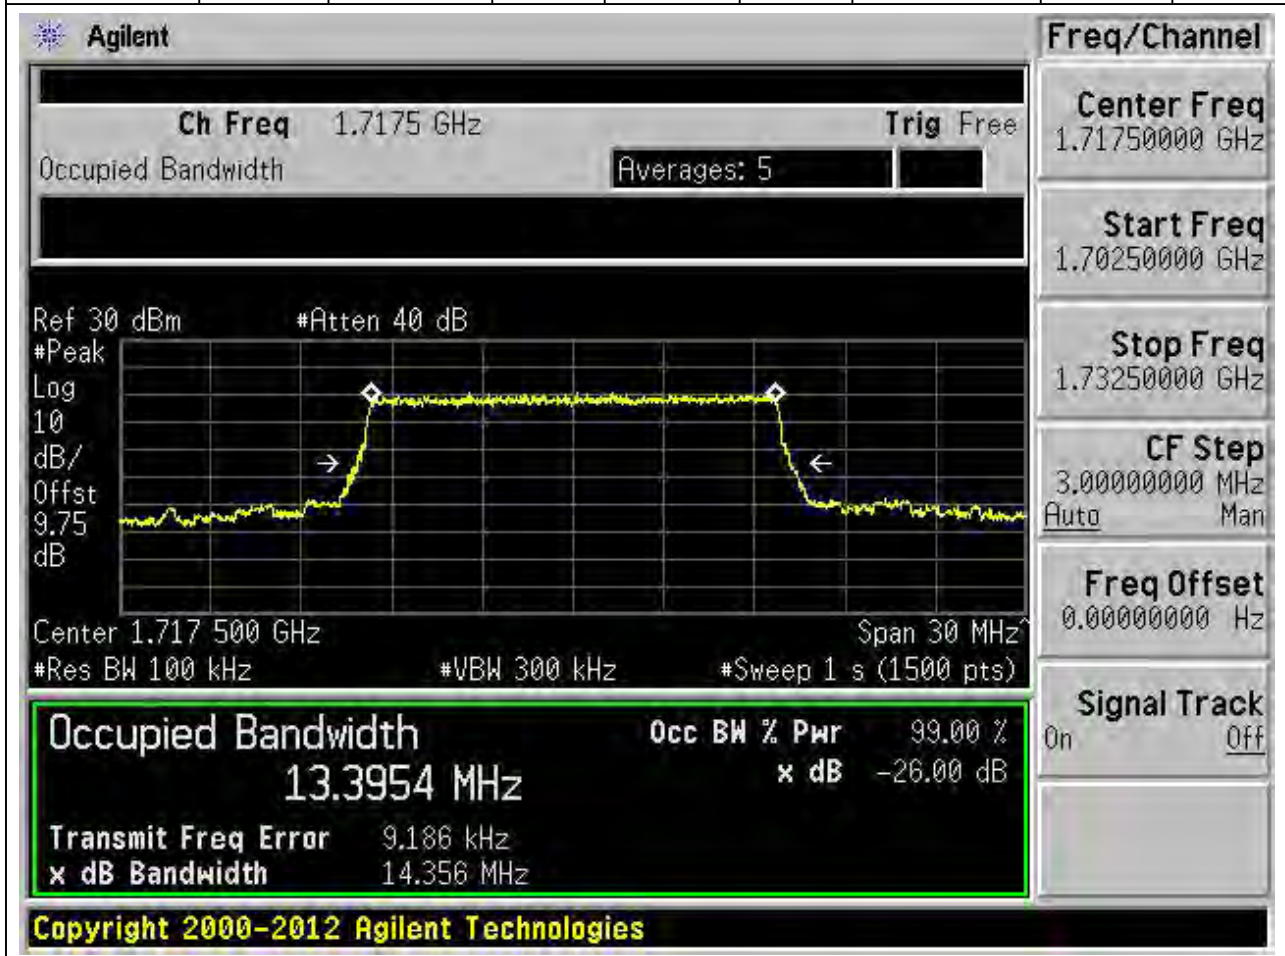 Agilent
Freq/Channel
Ch Freq 1.7175 GHz Trig Free
Occupied Bandwidth Averages: 5
Center Freq
1.71750000 GHz
Start Freq
1.70250000 GHz
Stop Freq
1.73250000 GHz
CF Step
3.00000000 MHz
Auto Man
Freq Offset
0.00000000 Hz
Signal Track
On Off
Ref 30 dBm #Atten 40 dB
#Peak
Log
10
dB/
Offst
9.75
dB
Center 1.717 500 GHz Span 30 MHz^
#Res BW 100 kHz #VBW 300 kHz #Sweep 1 s (1500 pts)
Occupied Bandwidth Occ BW % Pwr 99.00 %
13.3954 MHz x dB -26.00 dB
Transmit Freq Error 9.186 kHz
x dB Bandwidth 14.356 MHz
Copyright 2000-2012 Agilent Technologies